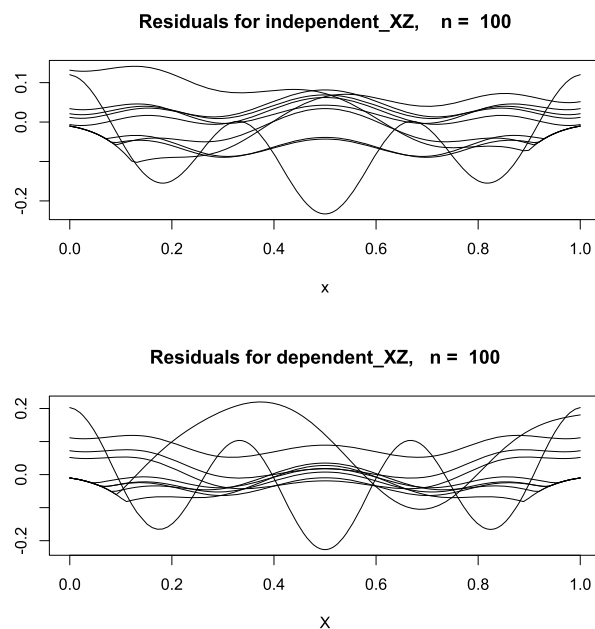 Residuals for independent_XZ, n = 100
0.1
0.0
-0.2
0.0 0.2 0.4 0.6 0.8 1.0
x
Residuals for dependent_XZ, n = 100
0.2
0.0
-0.2
0.0 0.2 0.4 0.6 0.8 1.0
X